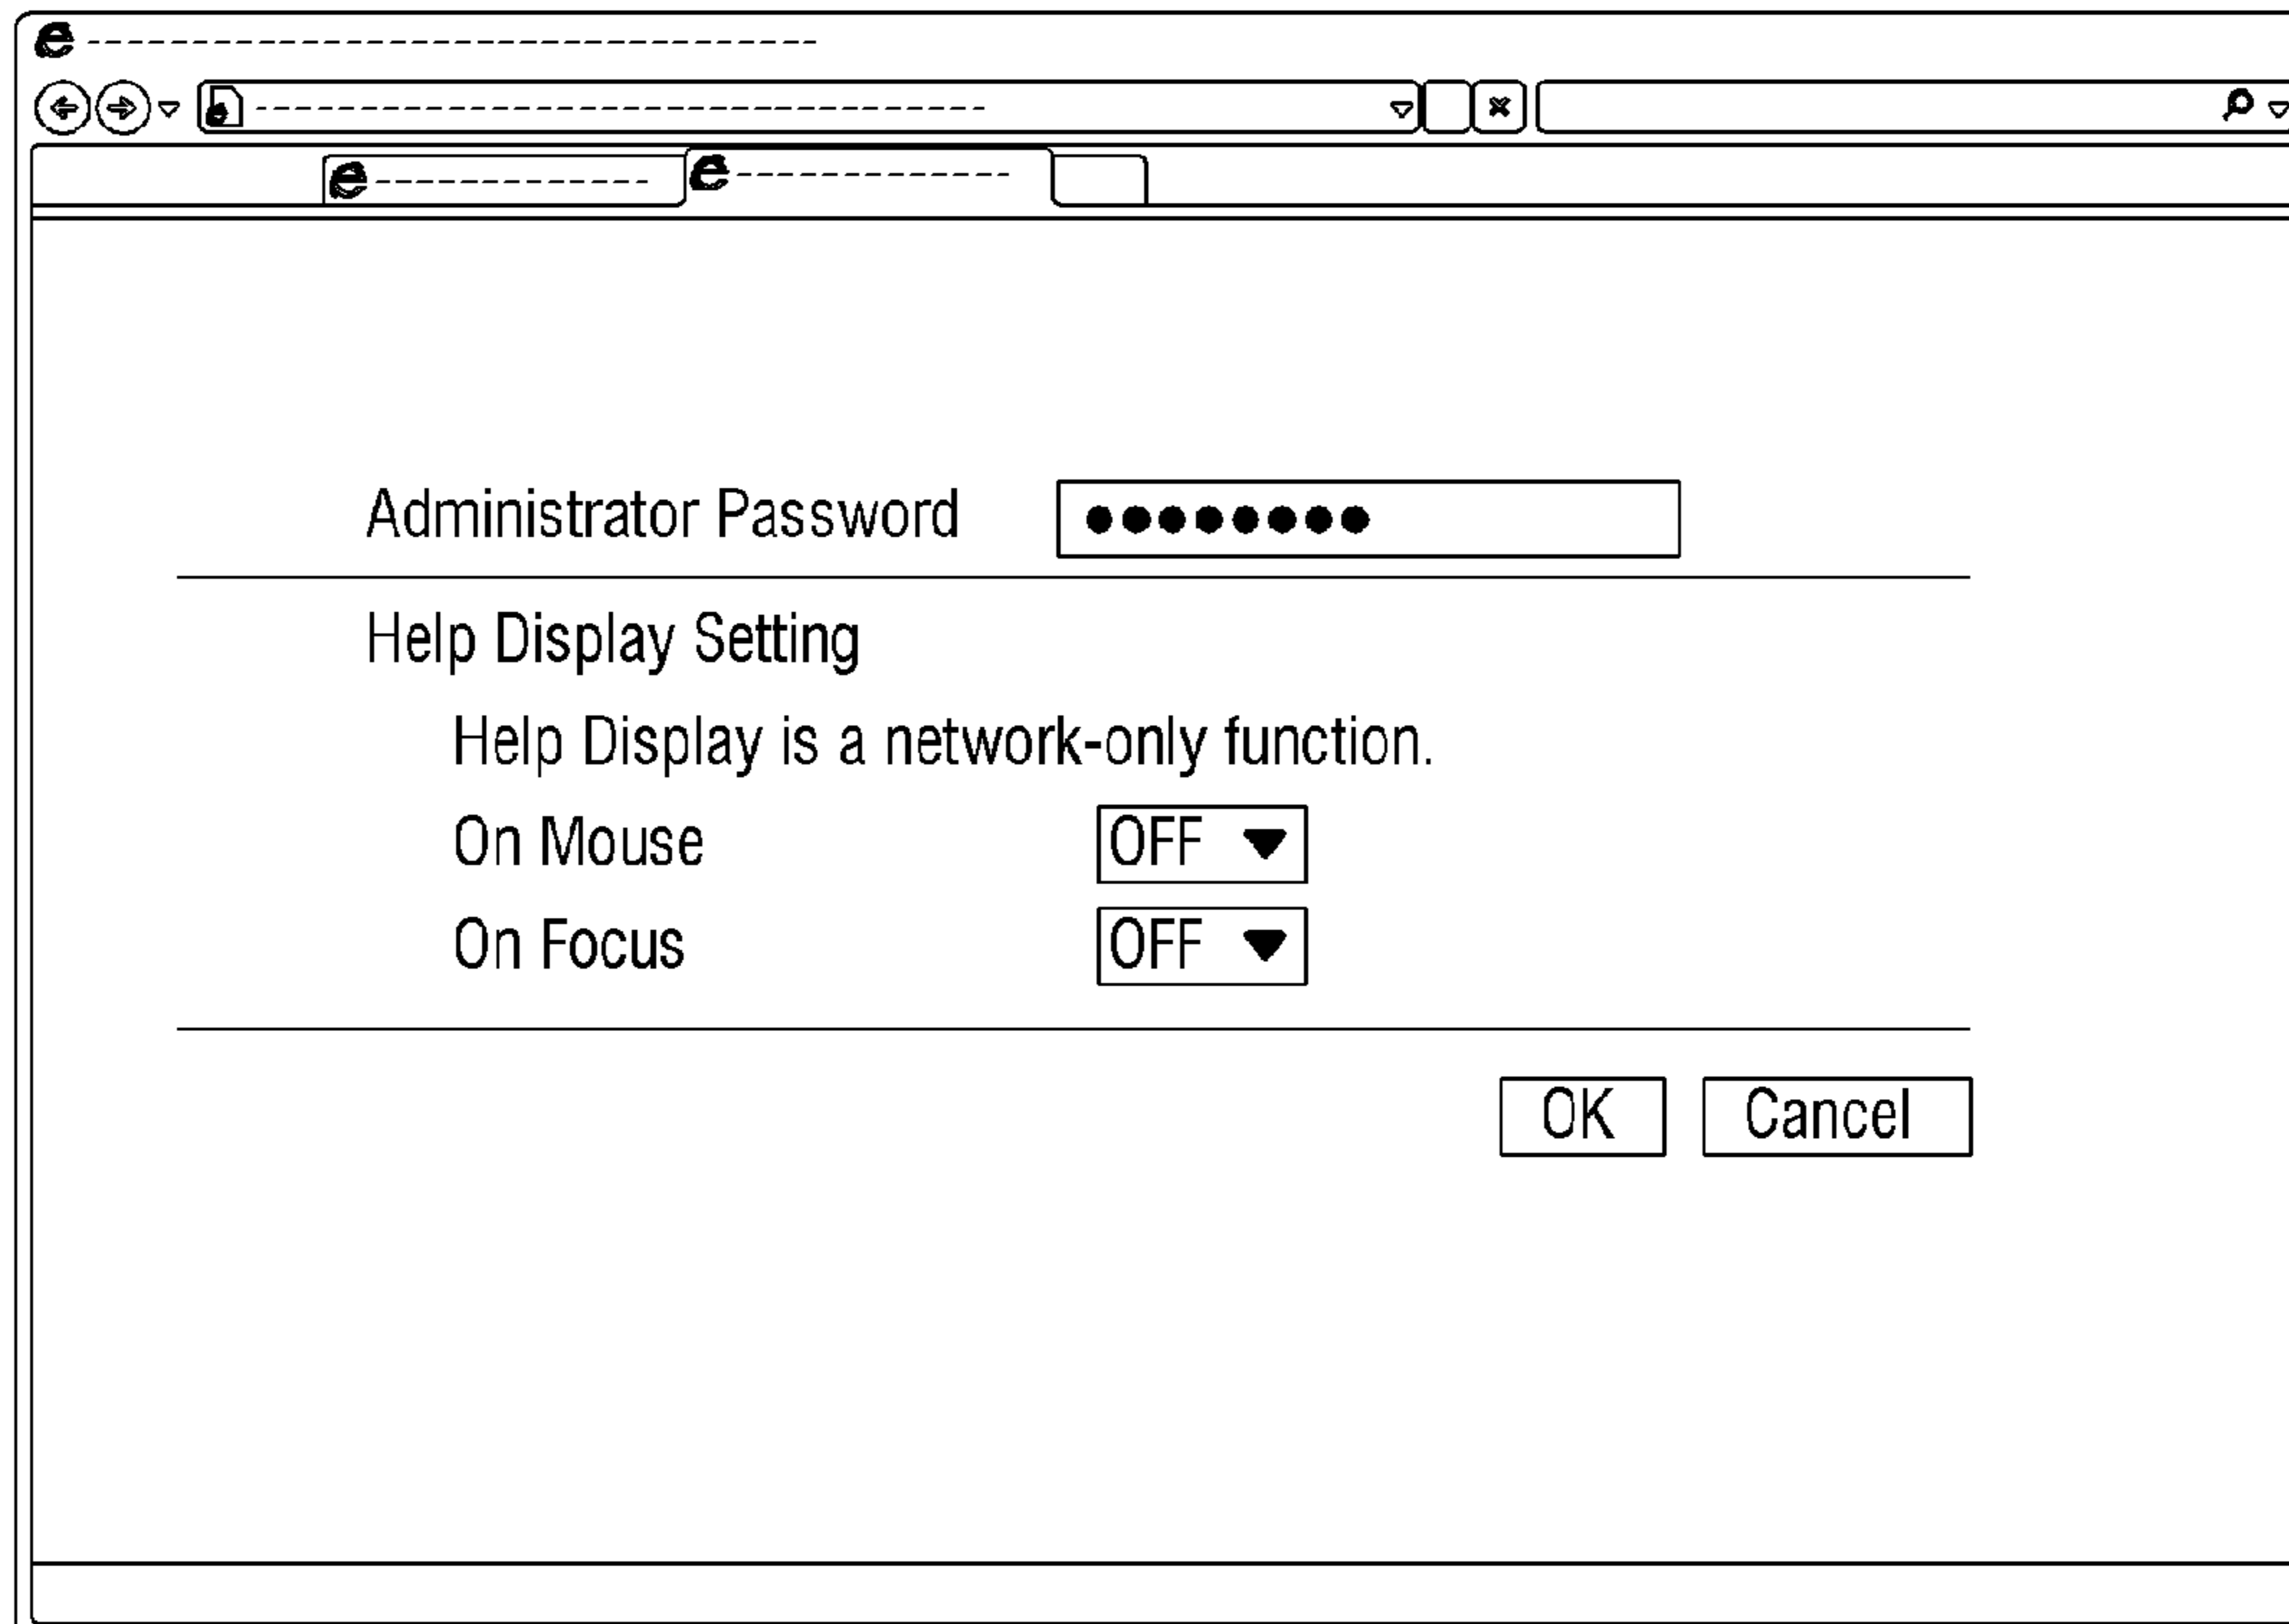 Administrator Password ●●●●●●●●
Help Display Setting
Help Display is a network-only function.
On Mouse OFF ▼
On Focus OFF ▼
OK Cancel